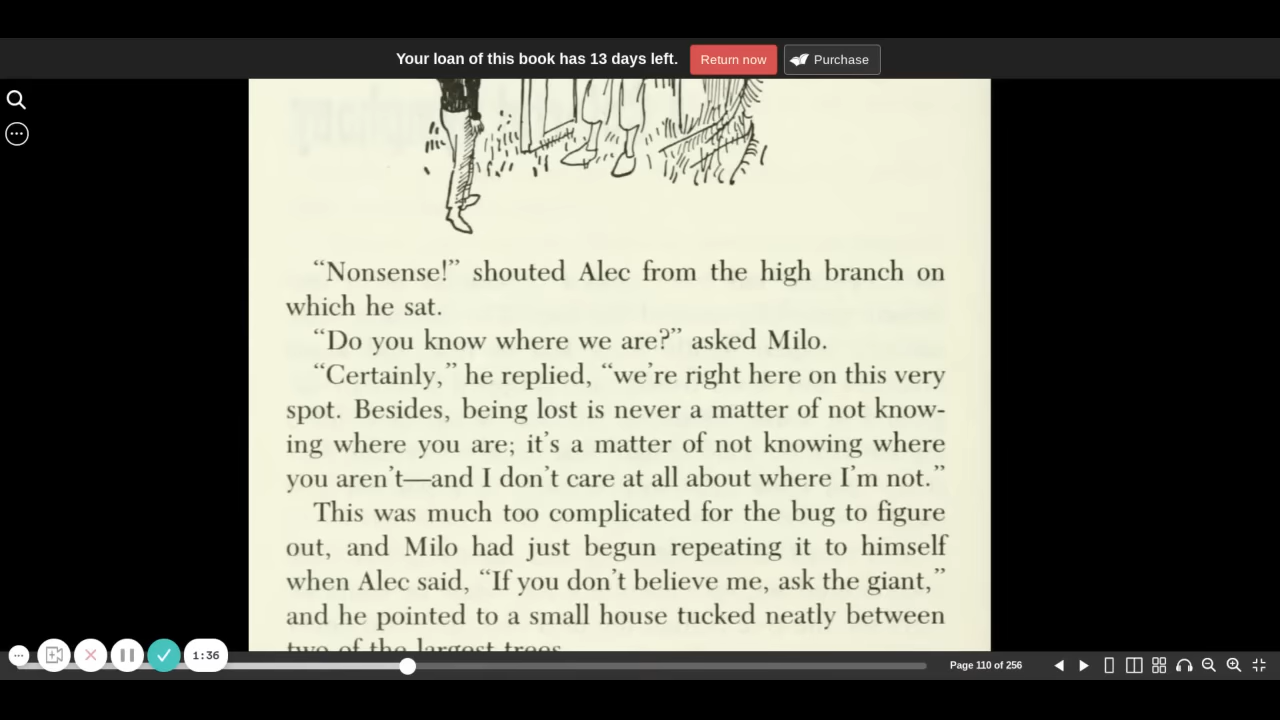 Your loan of this book has 13 days left. Return now Purchase
“Nonsense!” shouted Alec from the high branch on
which he sat.
“Do you know where we are?” asked Milo.
“Certainly,” he replied, “we’re right here on this very
spot. Besides, being lost is never a matter of not know-
ing where you are; it’s a matter of not knowing where
you aren’t—and I don’t care at all about where I’m not.”
This was much too complicated for the bug to figure
out, and Milo had just begun repeating it to himself
when Alec said, “If you don’t believe me, ask the giant,”
and he pointed to a small house tucked neatly between
two of the largest trees.
1:36
Page 110 of 256